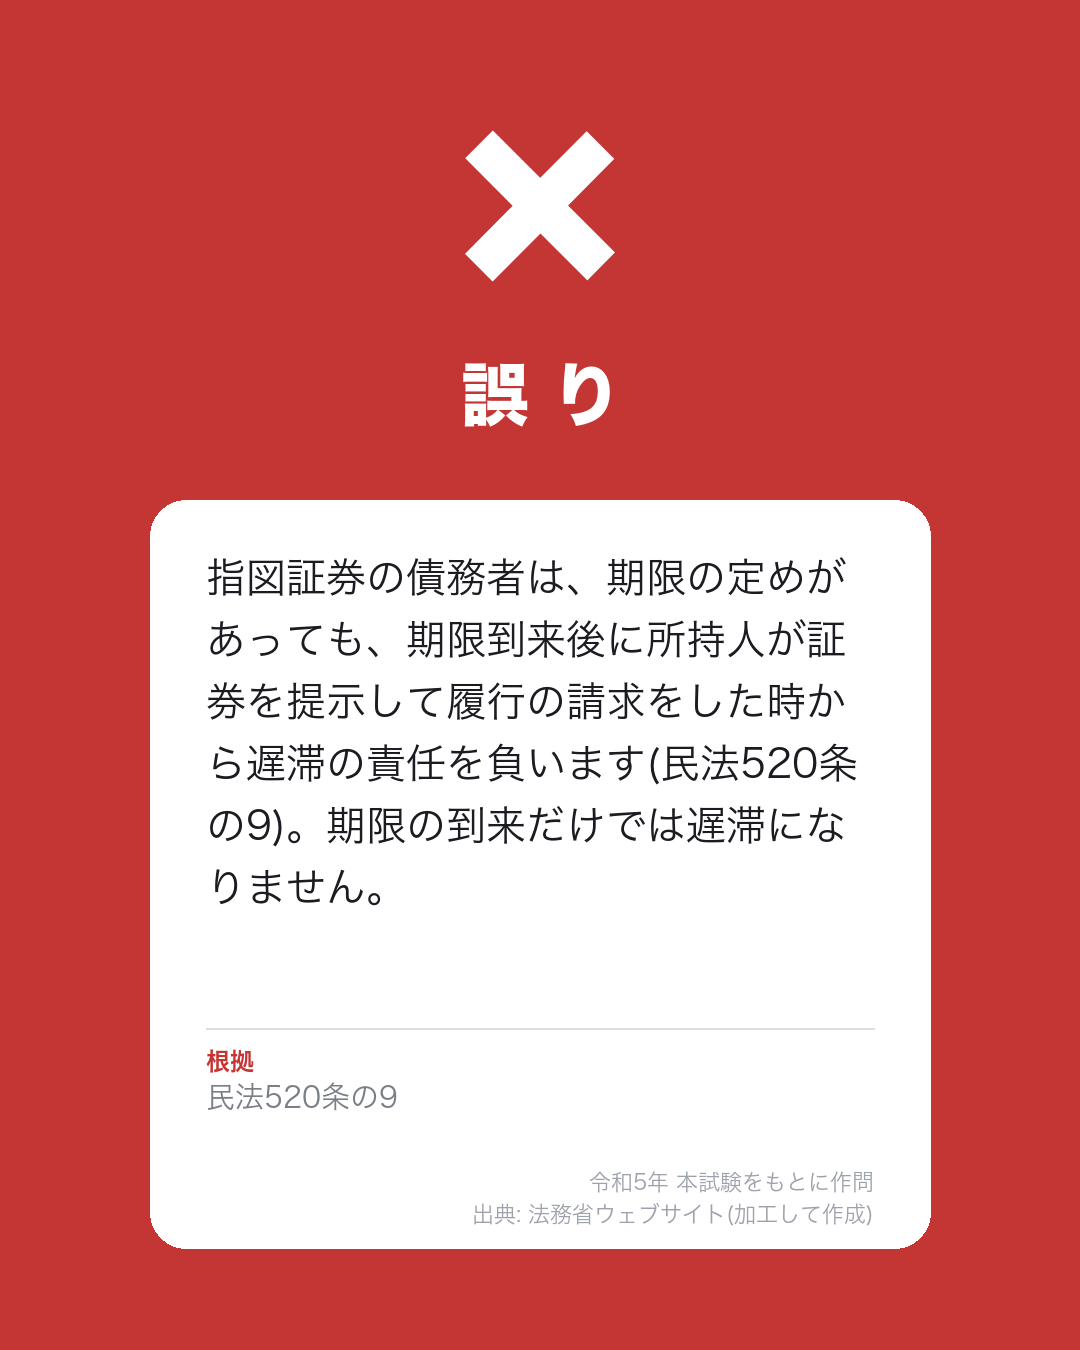 誤り
指図証券の債務者は、期限の定めが
あっても、期限到来後に所持人が証
券を提示して履行の請求をした時か
ら遅滞の責任を負います(民法520条
の9)。期限の到来だけでは遅滞にな
りません。
根拠
民法520条の9
令和5年 本試験をもとに作問
出典: 法務省ウェブサイト(加工して作成)